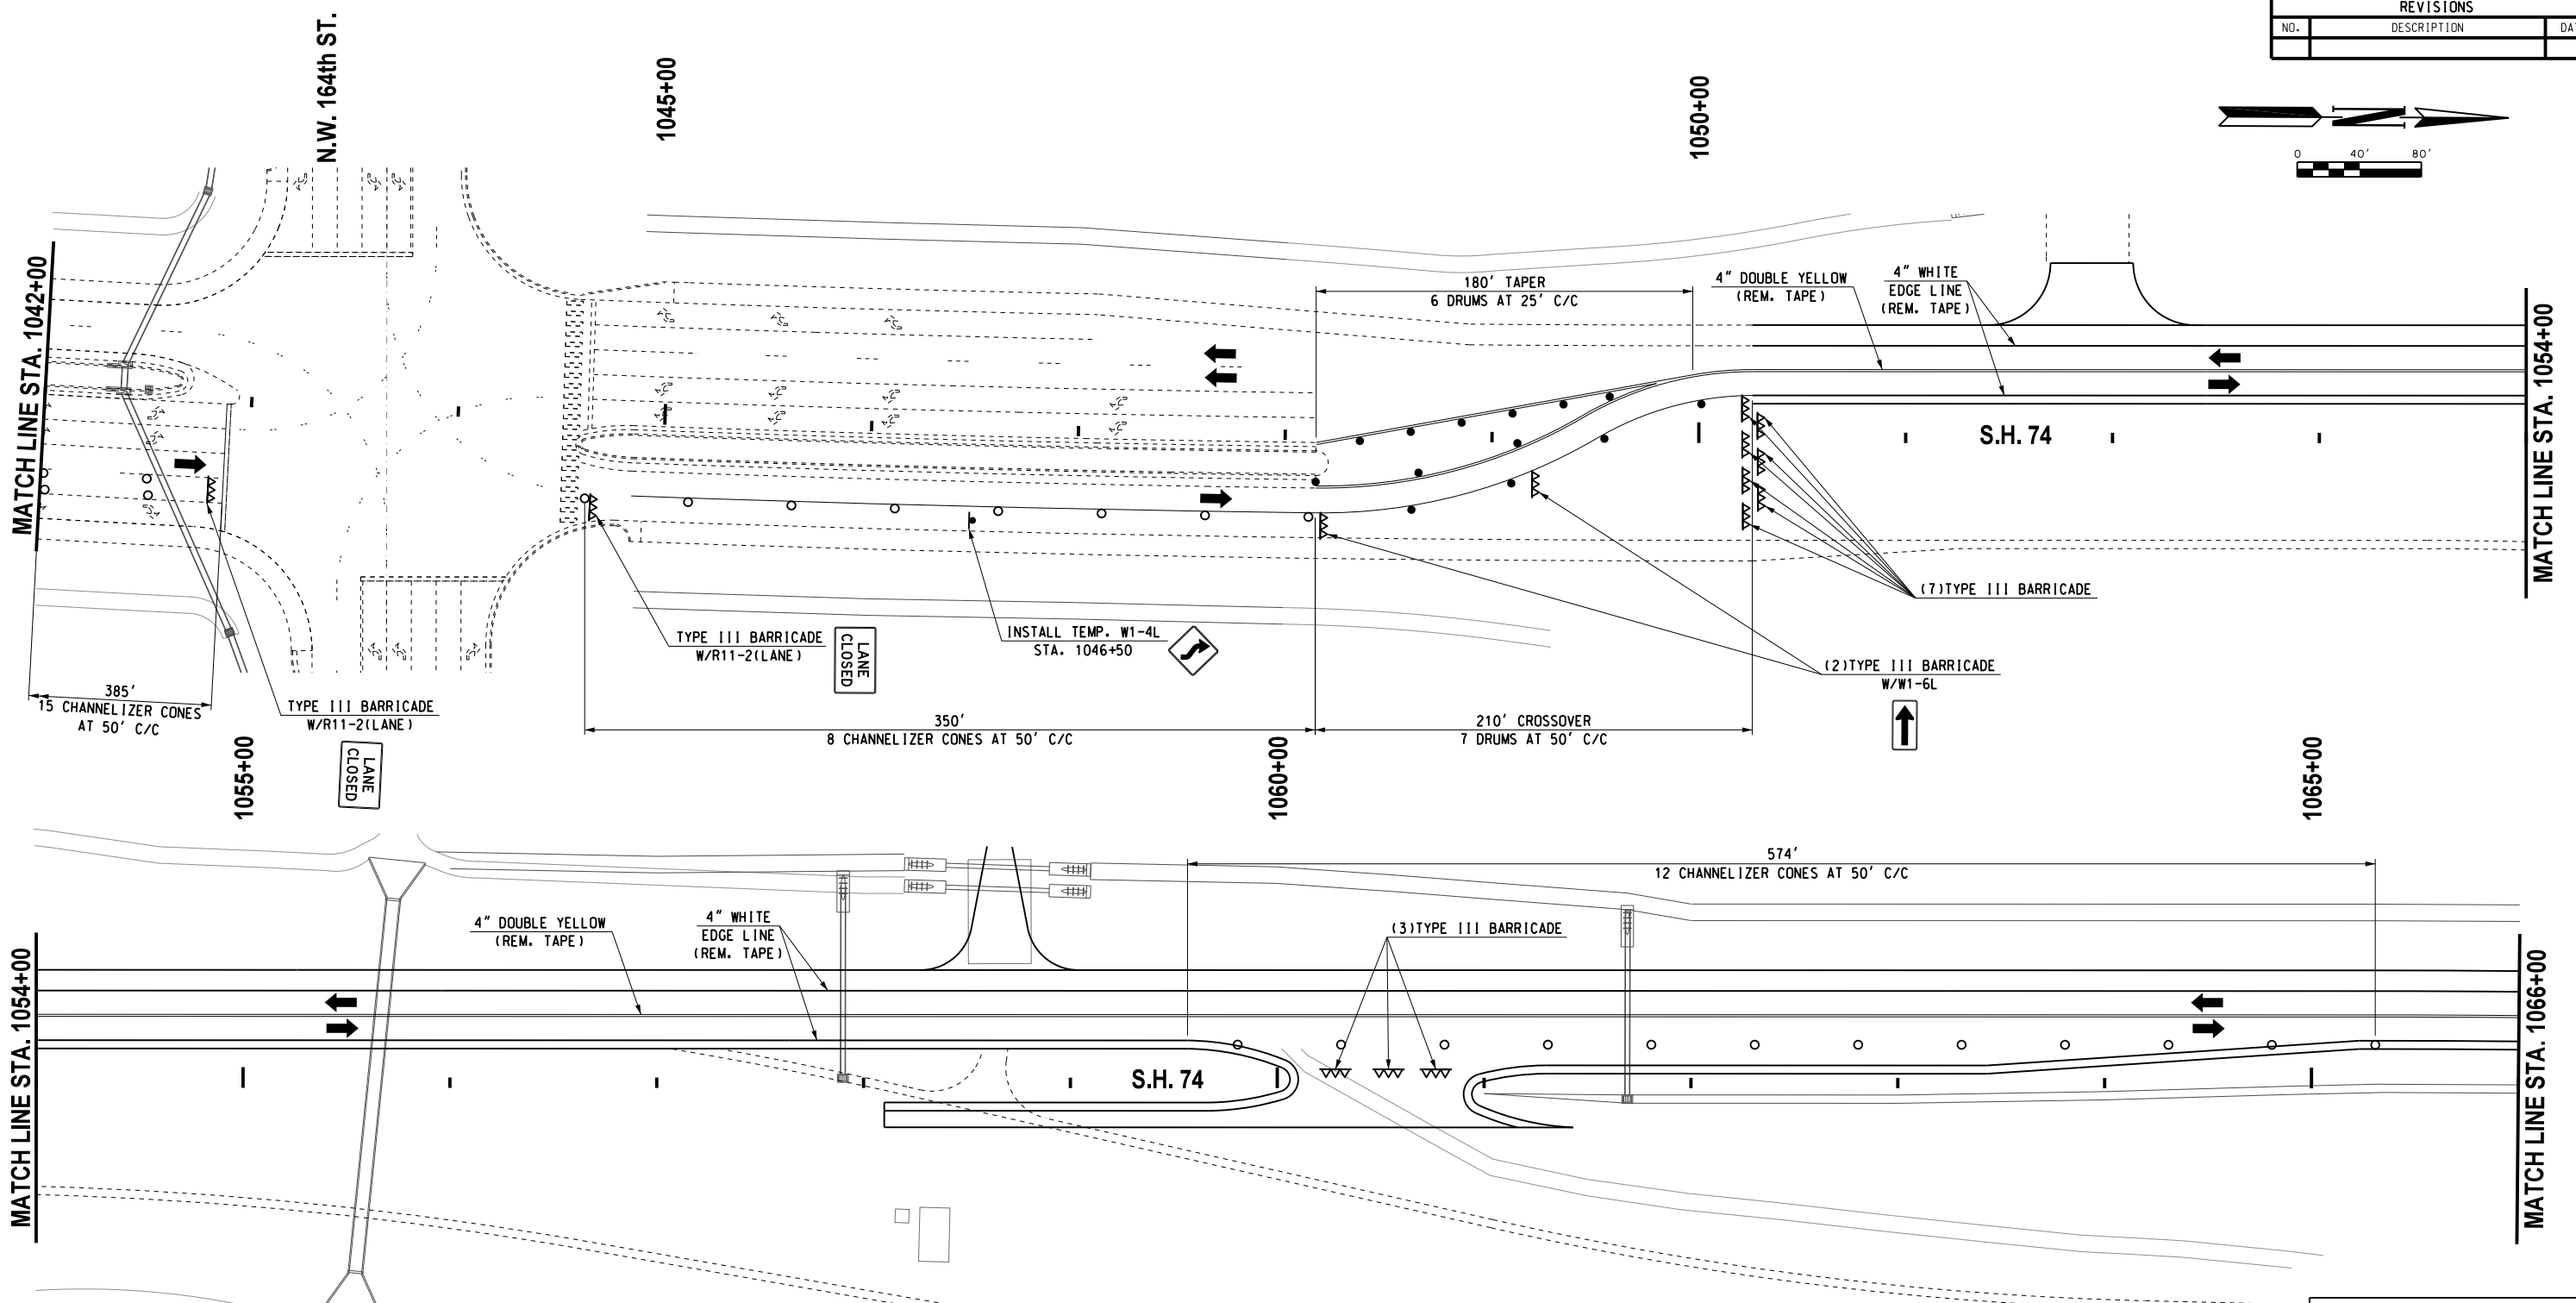 REVISIONS
NO. DESCRIPTION
N.W. 164th ST.
1045+00
1050+00
N
0 40' 80'
MATCH LINE STA. 1042+00
180' TAPER
6 DRUMS AT 25' C/C
4" DOUBLE YELLOW
(REM. TAPE)
4" WHITE
EDGE LINE
(REM. TAPE)
S.H. 74
MATCH LINE STA. 1054+00
(7)TYPE III BARRICADE
TYPE III BARRICADE
W/R11-2(LANE)
LANE
CLOSED
INSTALL TEMP. W1-4L
STA. 1046+50
(2)TYPE III BARRICADE
W/W1-6L
385'
15 CHANNELIZER CONES
AT 50' C/C
TYPE III BARRICADE
W/R11-2(LANE)
LANE
CLOSED
350'
8 CHANNELIZER CONES AT 50' C/C
210' CROSSOVER
7 DRUMS AT 50' C/C
1055+00
1060+00
1065+00
574'
12 CHANNELIZER CONES AT 50' C/C
4" DOUBLE YELLOW
(REM. TAPE)
4" WHITE
EDGE LINE
(REM. TAPE)
(3)TYPE III BARRICADE
MATCH LINE STA. 1054+00
S.H. 74
MATCH LINE STA. 1066+00